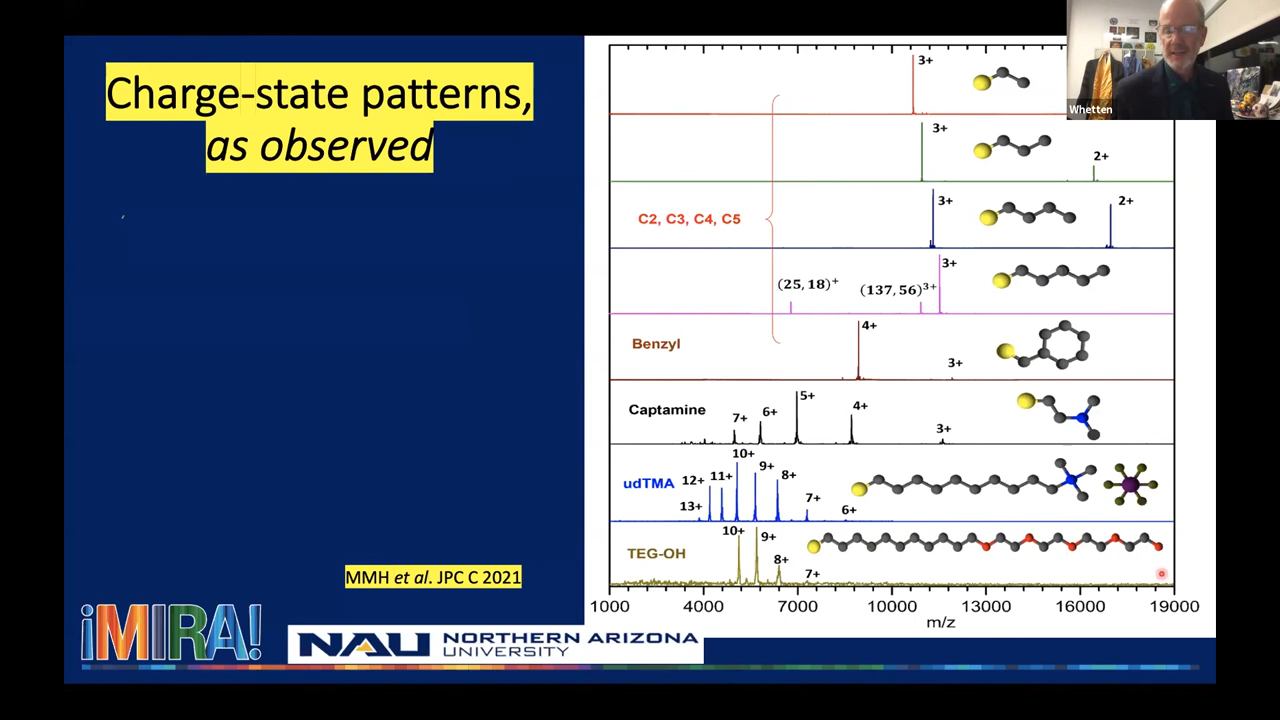 Charge-state patterns,
as observed
Whetten
3+
3+
2+
3+
2+
C2, C3, C4, C5
3+
(25, 18)⁺
(137, 56)³⁺
4+
Benzyl
3+
5+
Captamine
7+
6+
4+
3+
10+
9+
udTMA
12+
11+
8+
13+
7+
6+
10+
9+
TEG-OH
8+
7+
MMH et al. JPC C 2021
1000 4000 7000 10000 13000 16000 19000
m/z
¡MIRA!
NAU NORTHERN ARIZONA
UNIVERSITY